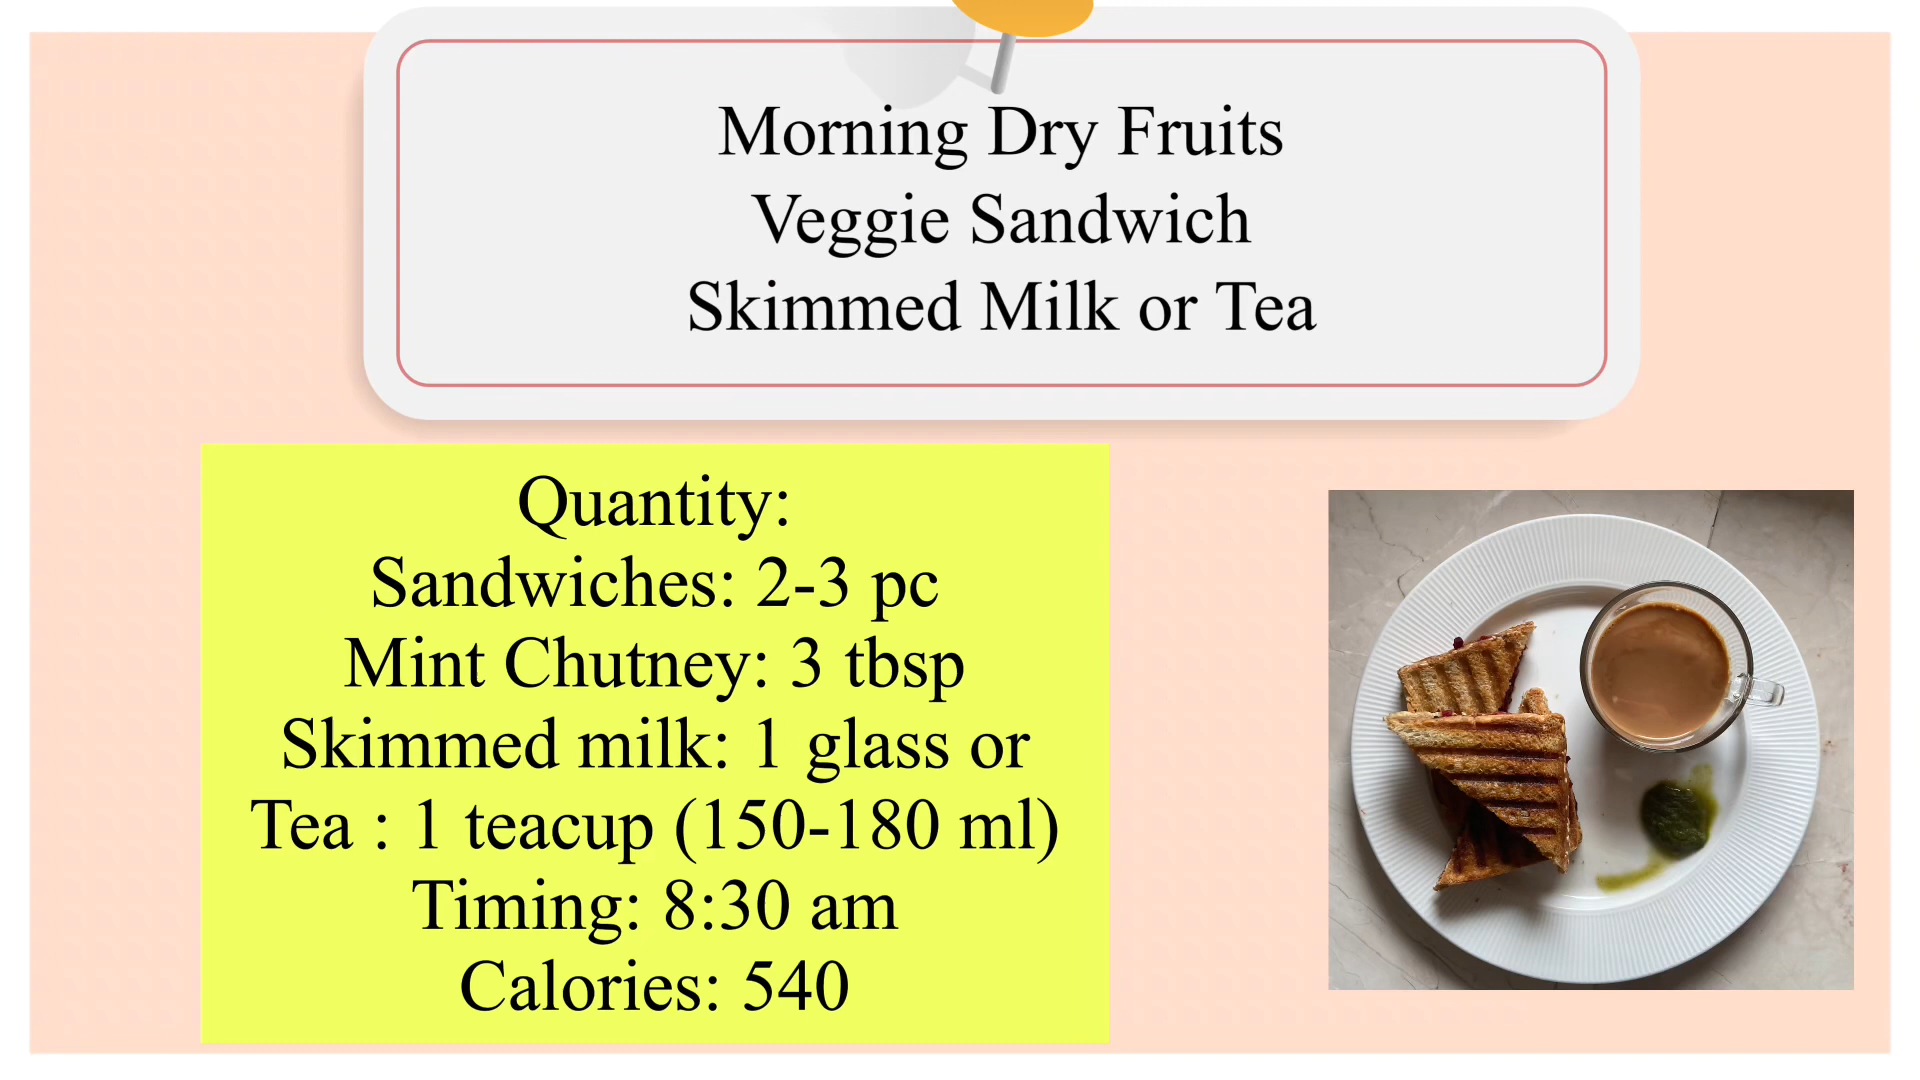 Morning Dry Fruits
Veggie Sandwich
Skimmed Milk or Tea
Quantity:
Sandwiches: 2-3 pc
Mint Chutney: 3 tbsp
Skimmed milk: 1 glass or
Tea : 1 teacup (150-180 ml)
Timing: 8:30 am
Calories: 540